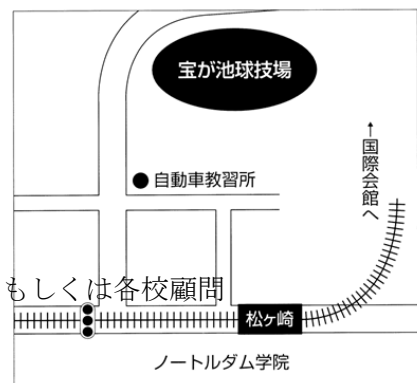 宝が池球技場
自動車教習所
↑国際会館へ
もしくは各校顧問
松ヶ崎
ノートルダム学院